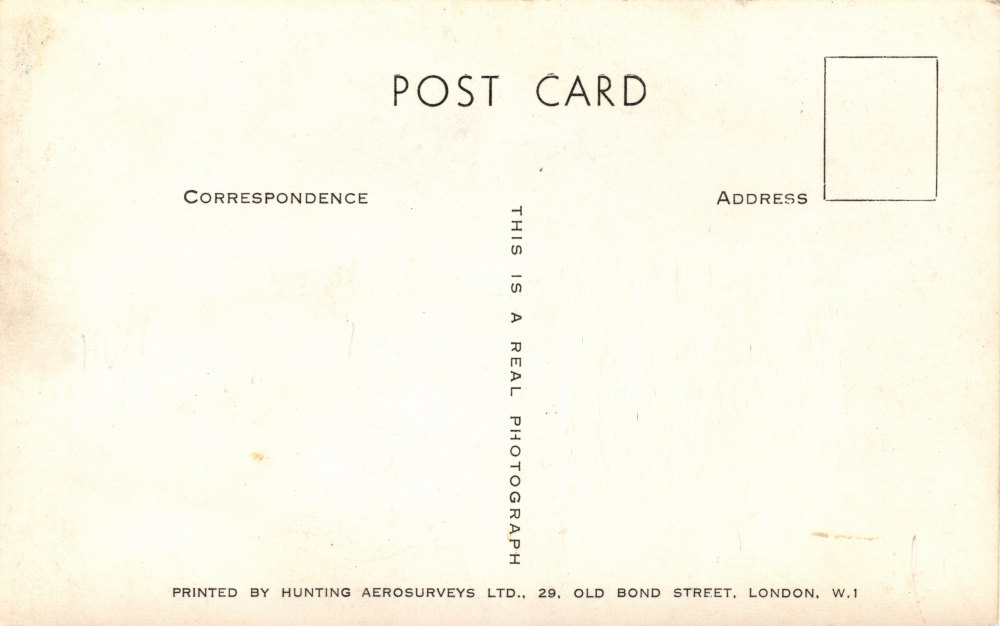 POST CARD
CORRESPONDENCE
ADDRESS
THIS IS A REAL PHOTOGRAPH
PRINTED BY HUNTING AEROSURVEYS LTD., 29, OLD BOND STREET, LONDON, W.1